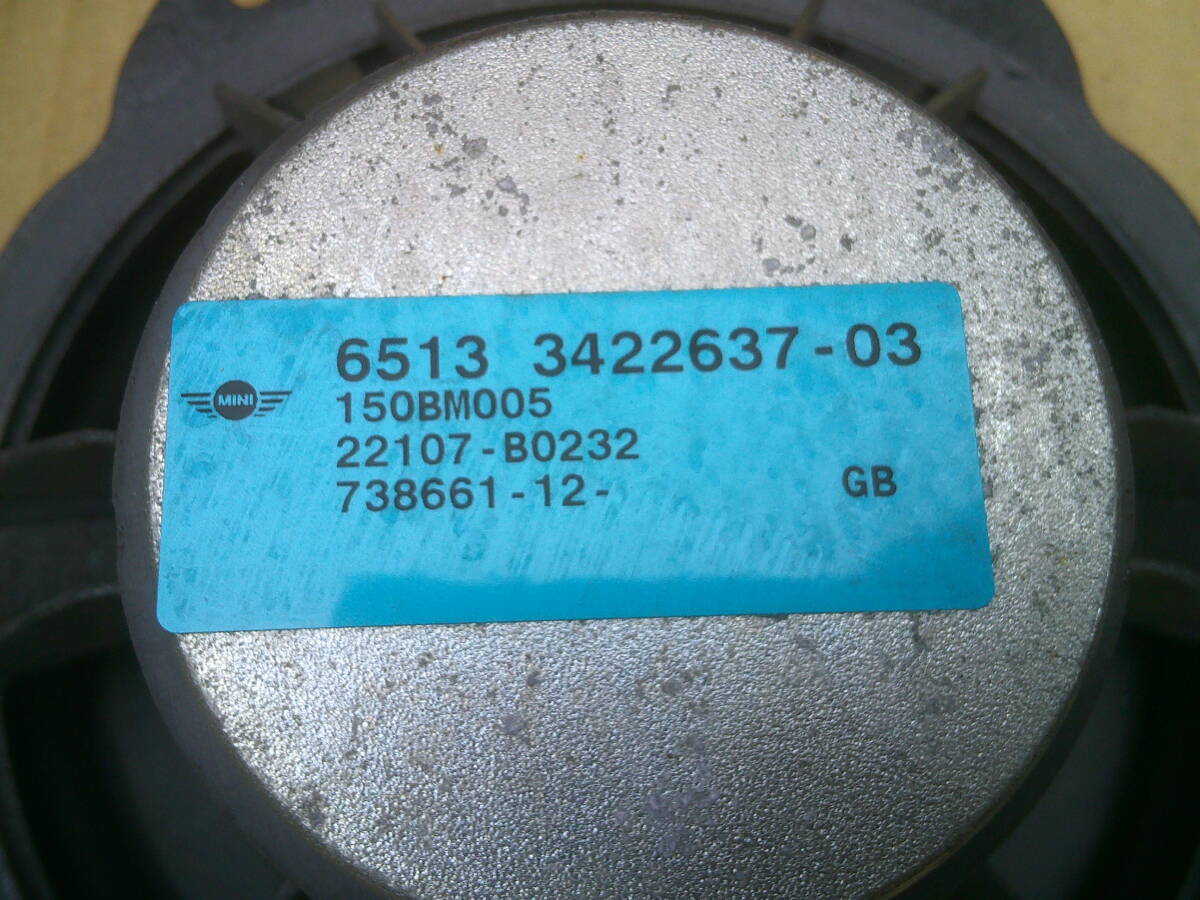 6513 3422637-03
MINI
150BM005
22107-B0232
738661-12- GB